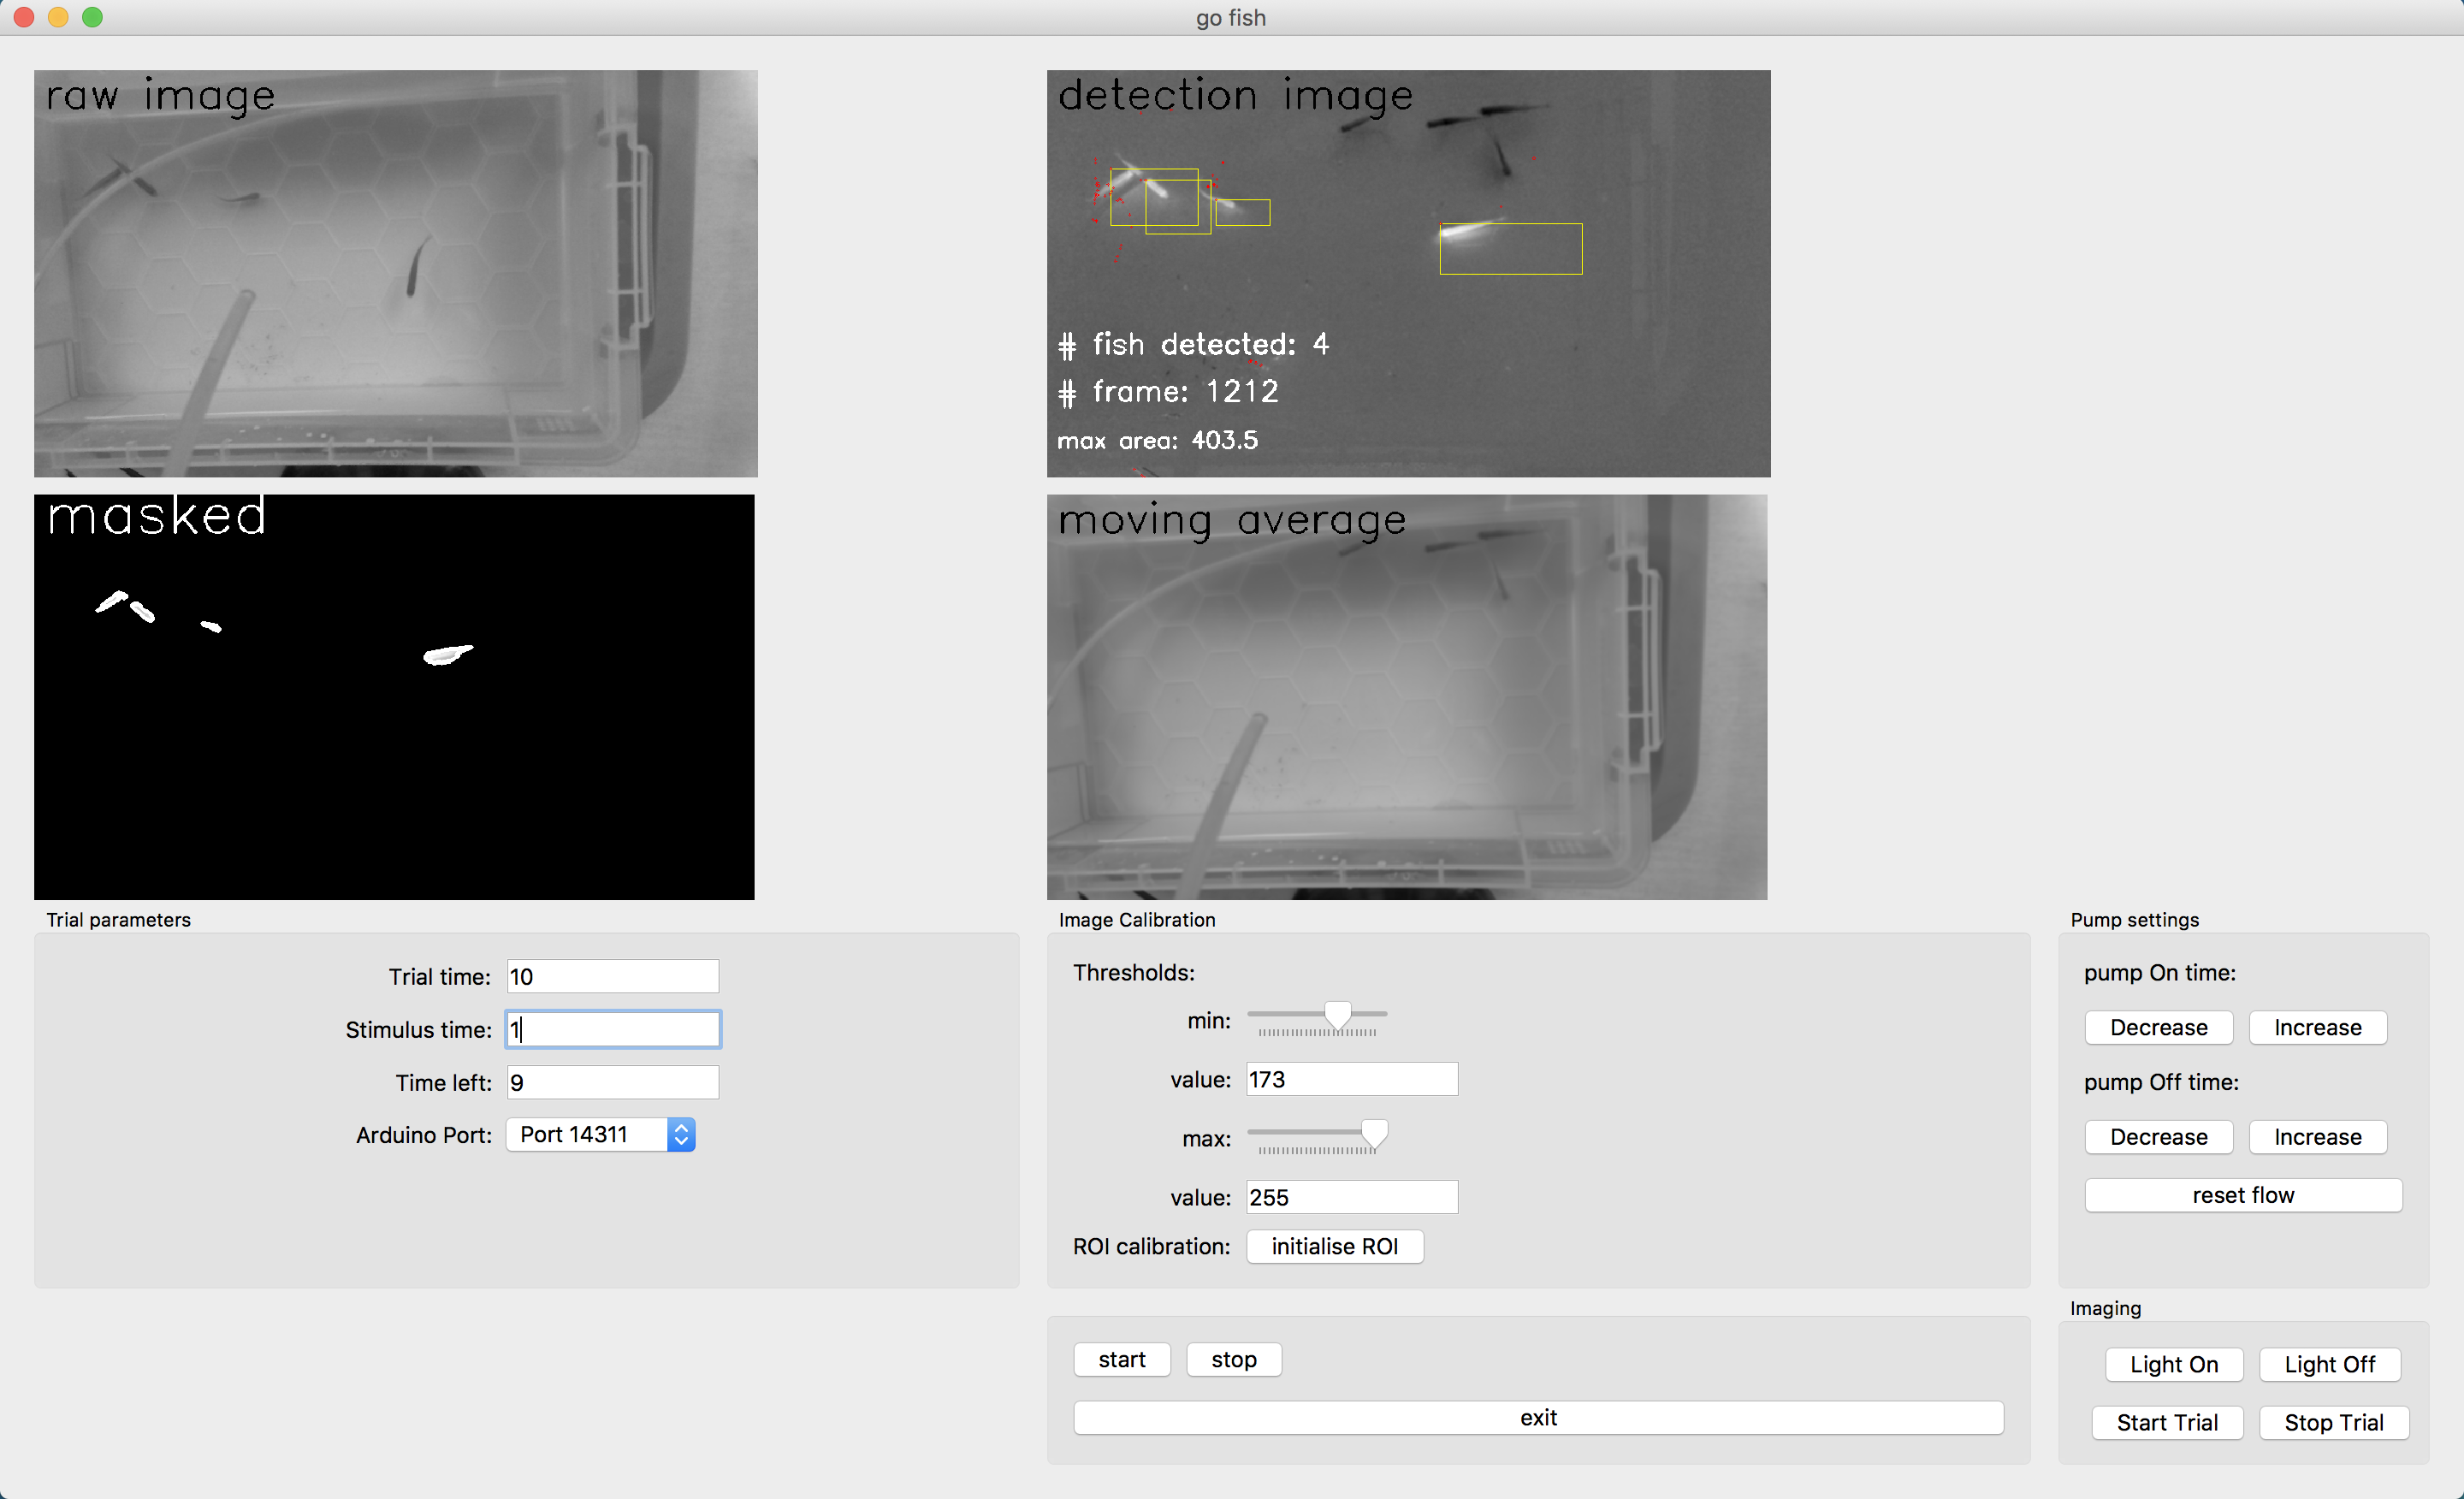 go fish
raw image
detection image
# fish detected: 4
# frame: 1212
max area: 403.5
masked
moving average
Trial parameters
Trial time: 10
Stimulus time: 1
Time left: 9
Arduino Port: Port 14311
Image Calibration
Thresholds:
min:
value: 173
max:
value: 255
ROI calibration: initialise ROI
start stop
exit
Pump settings
pump On time:
Decrease Increase
pump Off time:
Decrease Increase
reset flow
Imaging
Light On Light Off
Start Trial Stop Trial